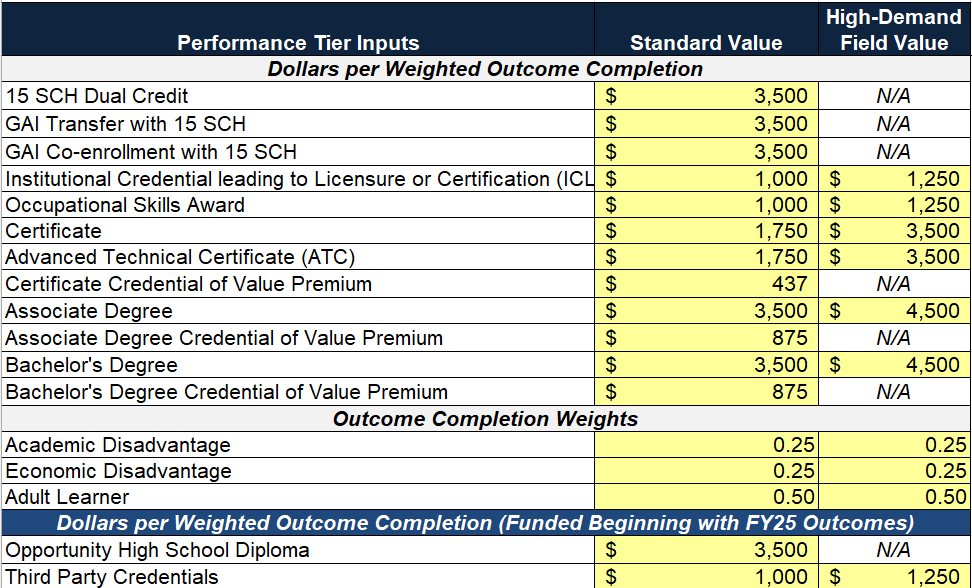 Performance Tier Inputs Standard Value High-Demand Field Value
Dollars per Weighted Outcome Completion
15 SCH Dual Credit $ 3,500 N/A
GAI Transfer with 15 SCH $ 3,500 N/A
GAI Co-enrollment with 15 SCH $ 3,500 N/A
Institutional Credential leading to Licensure or Certification (ICL $ 1,000 $ 1,250
Occupational Skills Award $ 1,000 $ 1,250
Certificate $ 1,750 $ 3,500
Advanced Technical Certificate (ATC) $ 1,750 $ 3,500
Certificate Credential of Value Premium $ 437 N/A
Associate Degree $ 3,500 $ 4,500
Associate Degree Credential of Value Premium $ 875 N/A
Bachelor's Degree $ 3,500 $ 4,500
Bachelor's Degree Credential of Value Premium $ 875 N/A
Outcome Completion Weights
Academic Disadvantage 0.25 0.25
Economic Disadvantage 0.25 0.25
Adult Learner 0.50 0.50
Dollars per Weighted Outcome Completion (Funded Beginning with FY25 Outcomes)
Opportunity High School Diploma $ 3,500 N/A
Third Party Credentials $ 1,000 $ 1,250